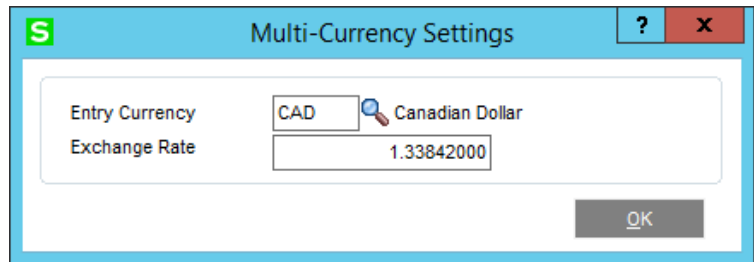 S Multi-Currency Settings ? x
Entry Currency CAD Canadian Dollar
Exchange Rate 1.33842000
OK